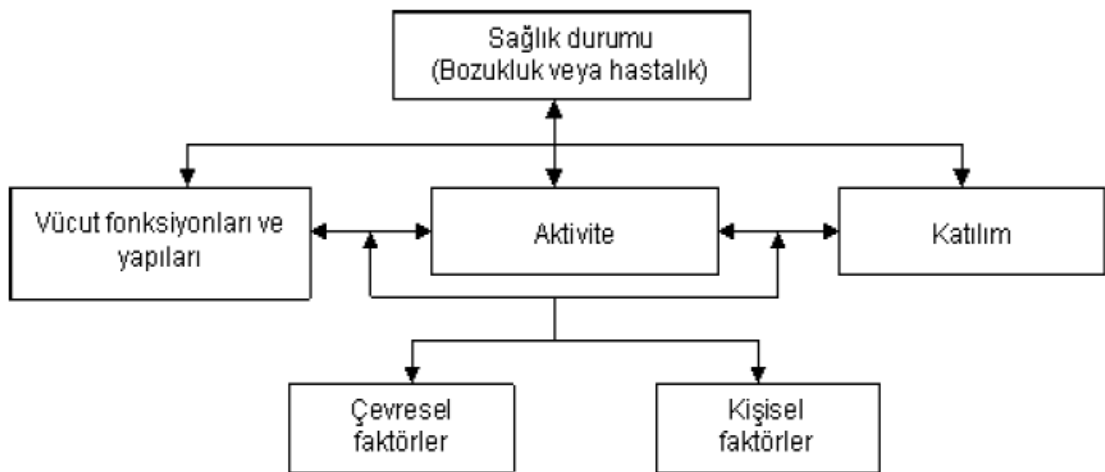 Sağlık durumu
(Bozukluk veya hastalık)
Vücut fonksiyonları ve
yapıları
Aktivite
Katılım
Çevresel
faktörler
Kişisel
faktörler